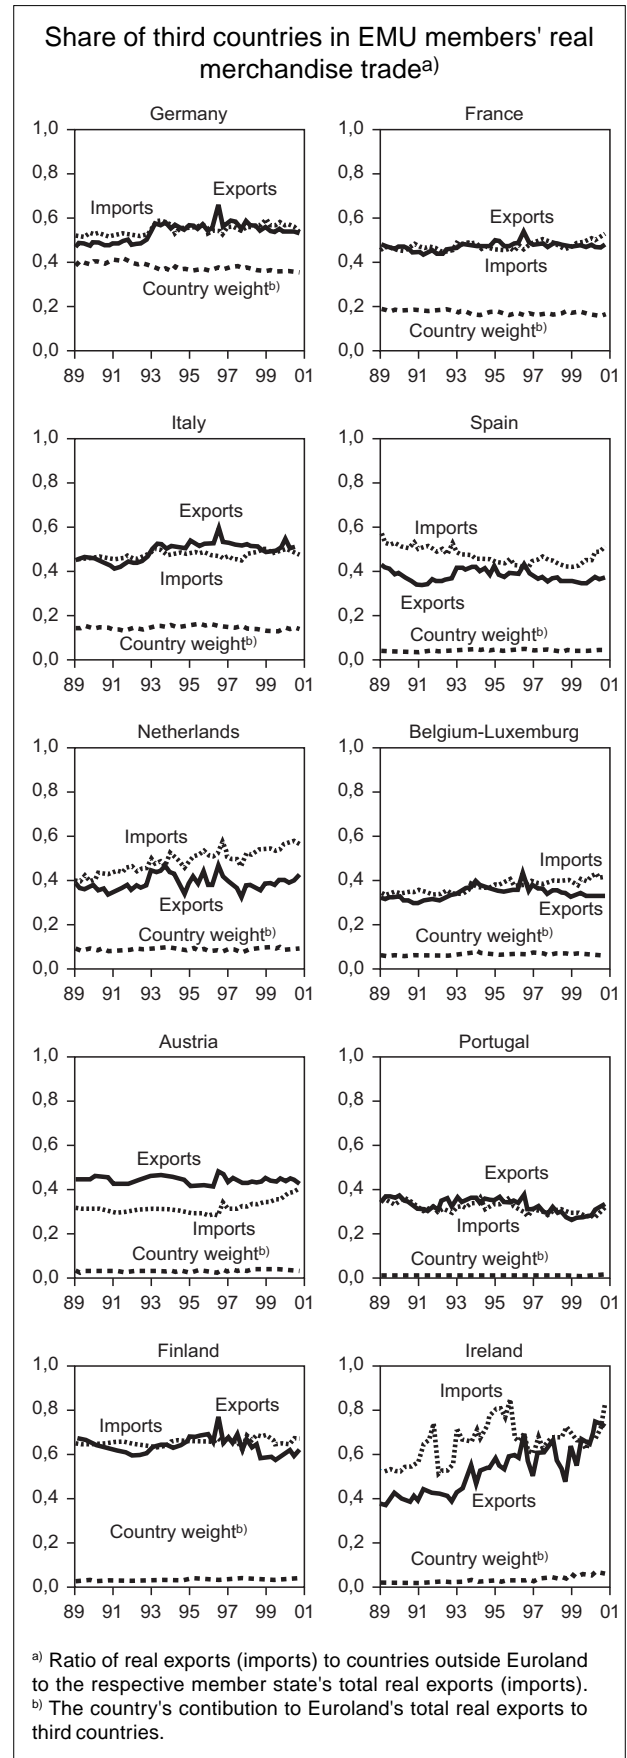 Share of third countries in EMU members' real
merchandise trade a)
Germany
1,0
0,8
0,6
0,4
0,2
0,0
Imports
Exports
Country weight b)
89 91 93 95 97 99 01
France
1,0
0,8
0,6
0,4
0,2
0,0
Exports
Imports
Country weight b)
89 91 93 95 97 99 01
Italy
1,0
0,8
0,6
0,4
0,2
0,0
Exports
Imports
Country weight b)
89 91 93 95 97 99 01
Spain
1,0
0,8
0,6
0,4
0,2
0,0
Imports
Exports
Country weight b)
89 91 93 95 97 99 01
Netherlands
1,0
0,8
0,6
0,4
0,2
0,0
Imports
Exports
Country weight b)
89 91 93 95 97 99 01
Belgium-Luxemburg
1,0
0,8
0,6
0,4
0,2
0,0
Imports
Exports
Country weight b)
89 91 93 95 97 99 01
Austria
1,0
0,8
0,6
0,4
0,2
0,0
Exports
Imports
Country weight b)
89 91 93 95 97 99 01
Portugal
1,0
0,8
0,6
0,4
0,2
0,0
Exports
Imports
Country weight b)
89 91 93 95 97 99 01
Finland
1,0
0,8
0,6
0,4
0,2
0,0
Exports
Imports
Country weight b)
89 91 93 95 97 99 01
Ireland
1,0
0,8
0,6
0,4
0,2
0,0
Imports
Exports
Country weight b)
89 91 93 95 97 99 01
a) Ratio of real exports (imports) to countries outside Euroland
to the respective member state's total real exports (imports).
b) The country's contibution to Euroland's total real exports to
third countries.